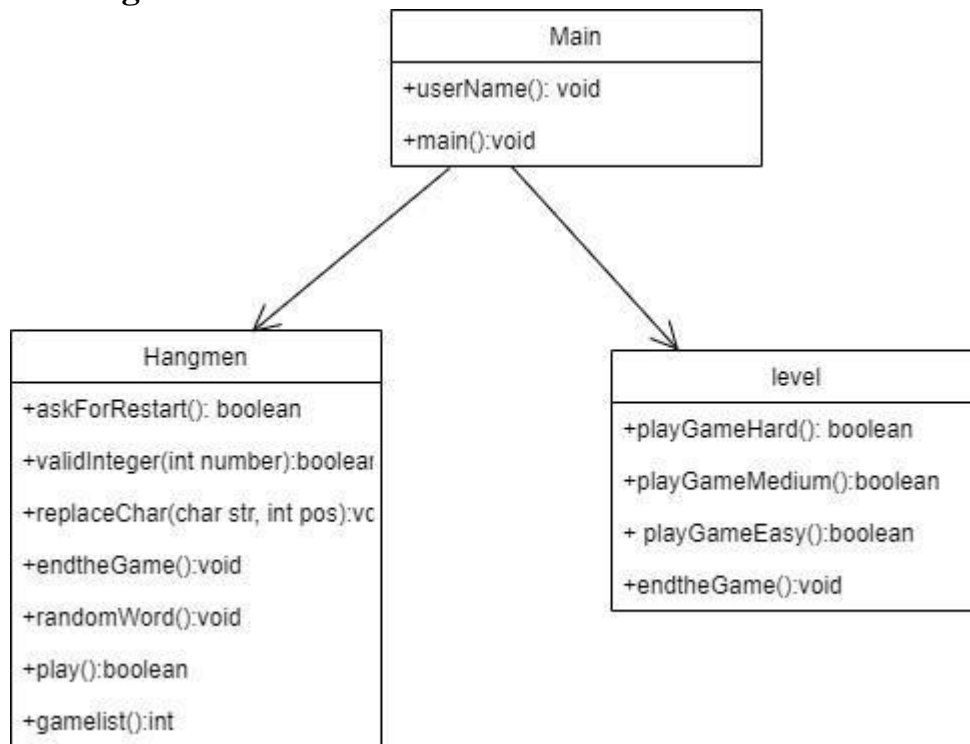 Main
+userName(): void
+main():void
Hangmen
+askForRestart(): boolean
+validInteger(int number):boolear
+replaceChar(char str, int pos):vc
+endtheGame():void
+randomWord():void
+play():boolean
+gamelist():int
level
+playGameHard(): boolean
+playGameMedium():boolean
+ playGameEasy():boolean
+endtheGame():void